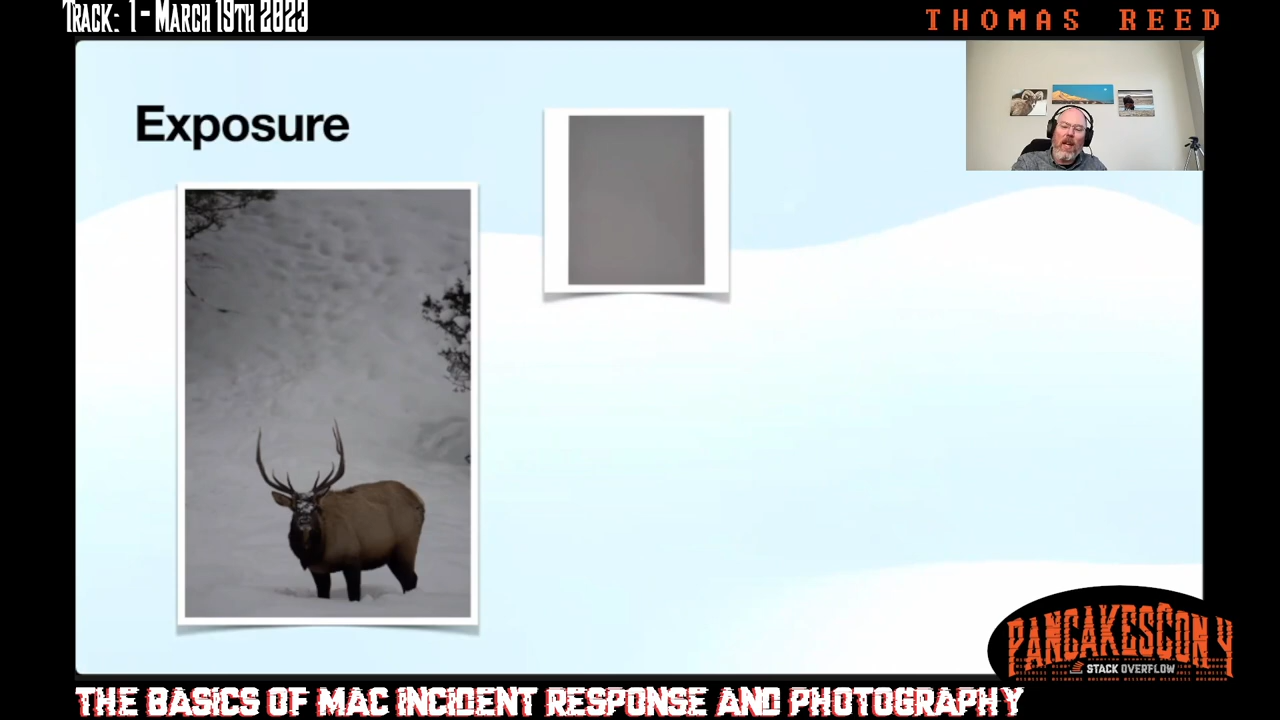 TRACK: 1 - MARCH 19TH 2023
THOMAS REED
Exposure
PANCAKESCON 4
STACK OVERFLOW
THE BASICS OF MAC INCIDENT RESPONSE AND PHOTOGRAPHY